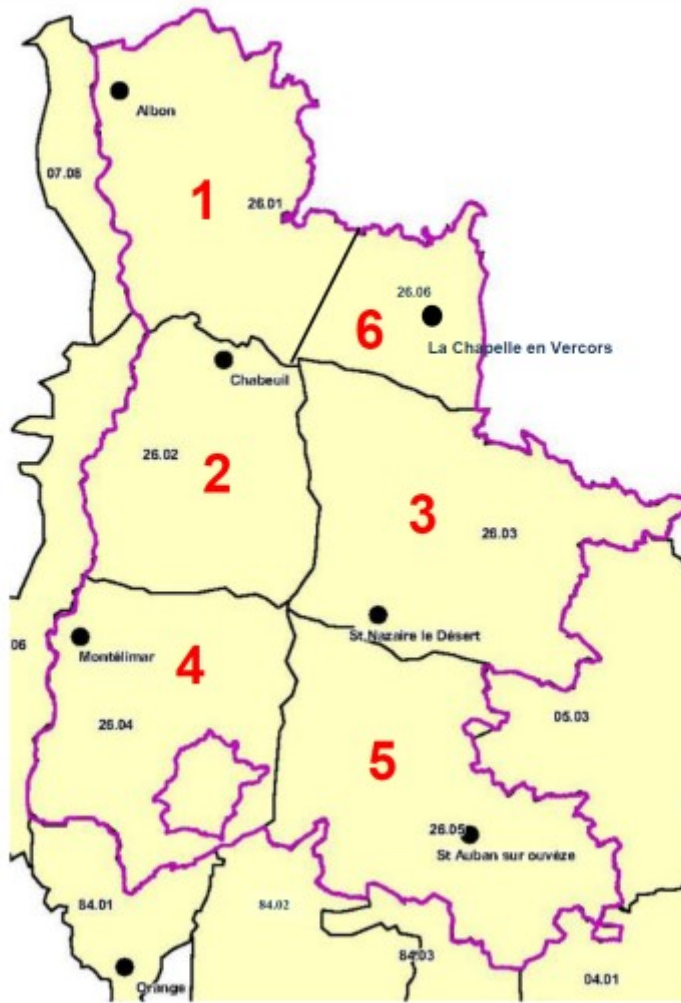 Albon
07.08
1
26.01
26.06
6
La Chapelle en Vercors
Chabeuil
26.02
2
3
26.03
St Nazaire le Désert
06
Montélimar
4
26.04
05.03
5
26.05
St Auban sur ouvèze
84.01
84.02
84.03
04.01
Orange